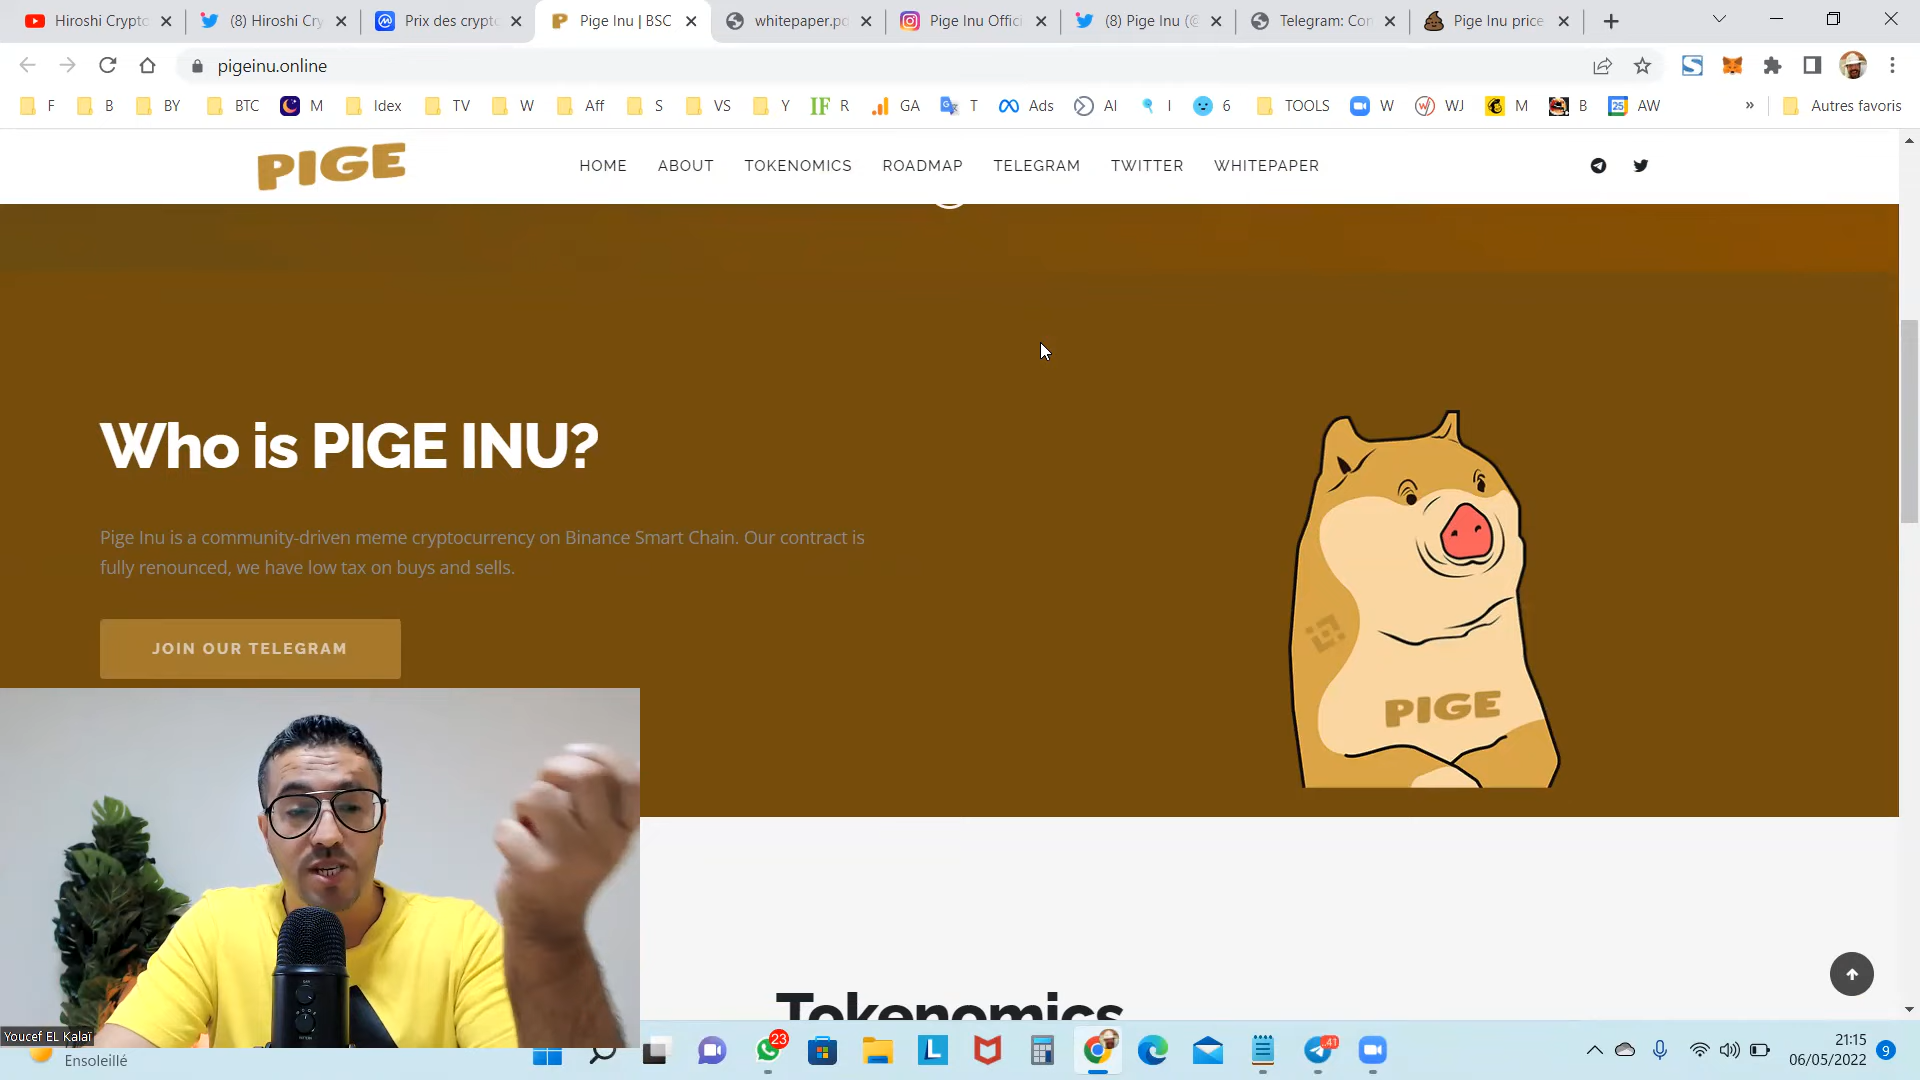 Hiroshi Crypto
(8) Hiroshi Cry
Prix des crypto
Pige Inu | BSC
whitepaper.pd
Pige Inu Offici
(8) Pige Inu (@
Telegram: Con
Pige Inu price
pigeinu.online
F
B
BY
BTC
M
Idex
TV
W
Aff
S
VS
Y
IF R
GA
T
Ads
AI
I
6
TOOLS
W
WJ
M
B
25 AW
»
Autres favoris
PIGE
HOME
ABOUT
TOKENOMICS
ROADMAP
TELEGRAM
TWITTER
WHITEPAPER
Who is PIGE INU?
Pige Inu is a community-driven meme cryptocurrency on Binance Smart Chain. Our contract is
fully renounced, we have low tax on buys and sells.
JOIN OUR TELEGRAM
PIGE
Tokenomics
Youcef EL Kalaï
Ensoleillé
23
L
41
21:15
06/05/2022
9